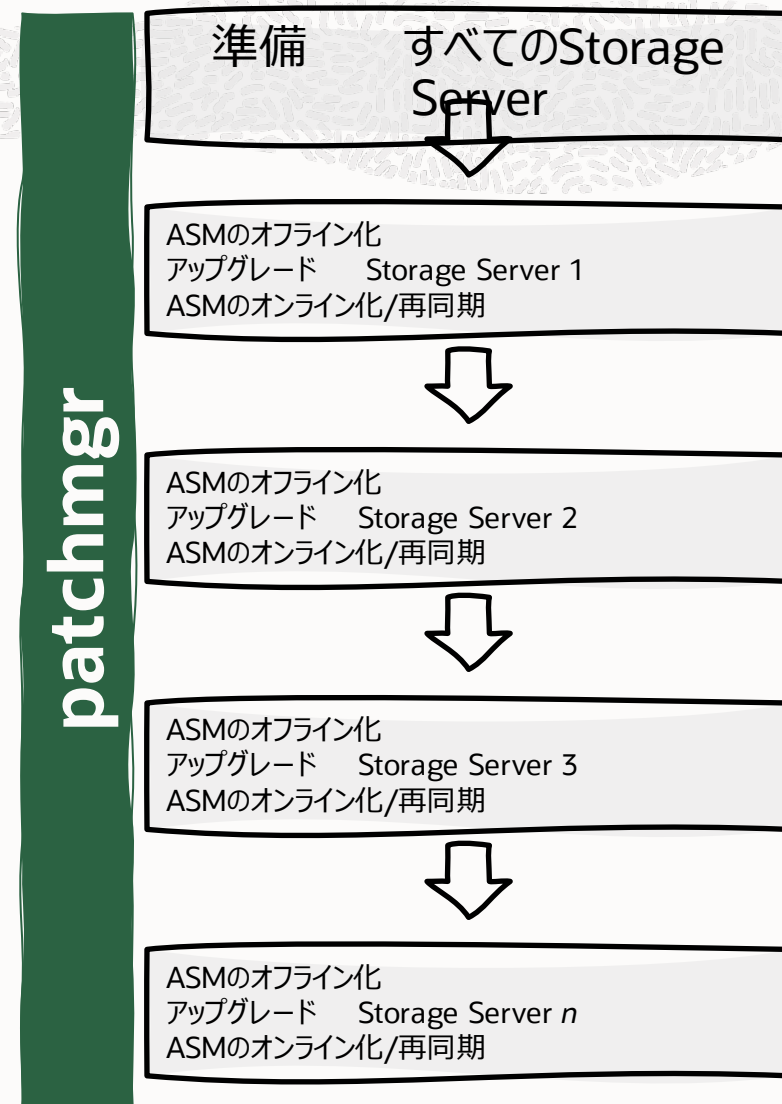 patchmgr
準備 すべてのStorage
Server
ASMのオフライン化
アップグレード Storage Server 1
ASMのオンライン化/再同期
ASMのオフライン化
アップグレード Storage Server 2
ASMのオンライン化/再同期
ASMのオフライン化
アップグレード Storage Server 3
ASMのオンライン化/再同期
ASMのオフライン化
アップグレード Storage Server n
ASMのオンライン化/再同期